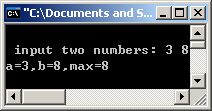 "C:\Documents and S...
input two numbers: 3 8
a=3,b=8,max=8